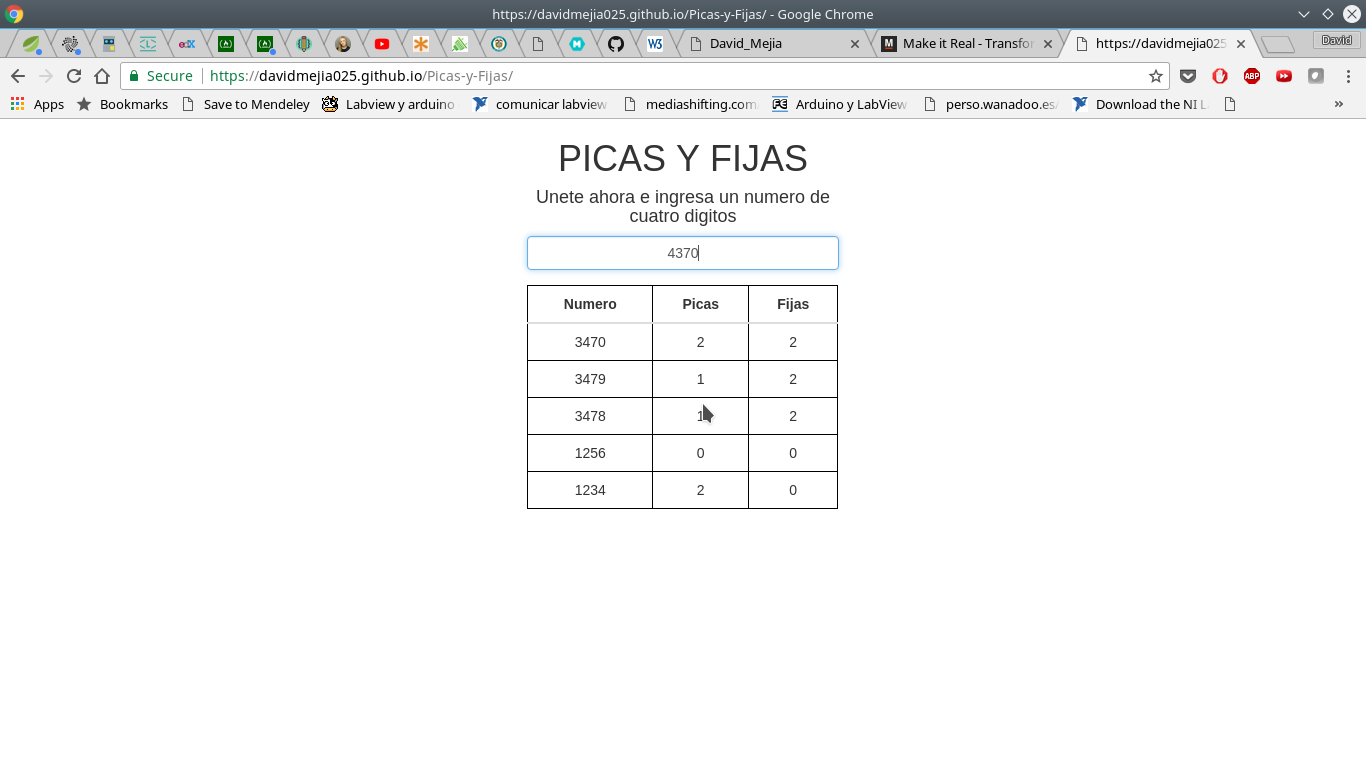 https://davidmejia025.github.io/Picas-y-Fijas/ - Google Chrome
David_Mejia
Make it Real - Transfor
https://davidmejia025
David
Secure
https://davidmejia025.github.io/Picas-y-Fijas/
Apps
Bookmarks
Save to Mendeley
Labview y arduino
comunicar labview
mediashifting.com
Arduino y LabView
perso.wanadoo.es/
Download the NI L
PICAS Y FIJAS
Unete ahora e ingresa un numero de
cuatro digitos
4370
Numero Picas Fijas
3470 2 2
3479 1 2
3478 1 2
1256 0 0
1234 2 0